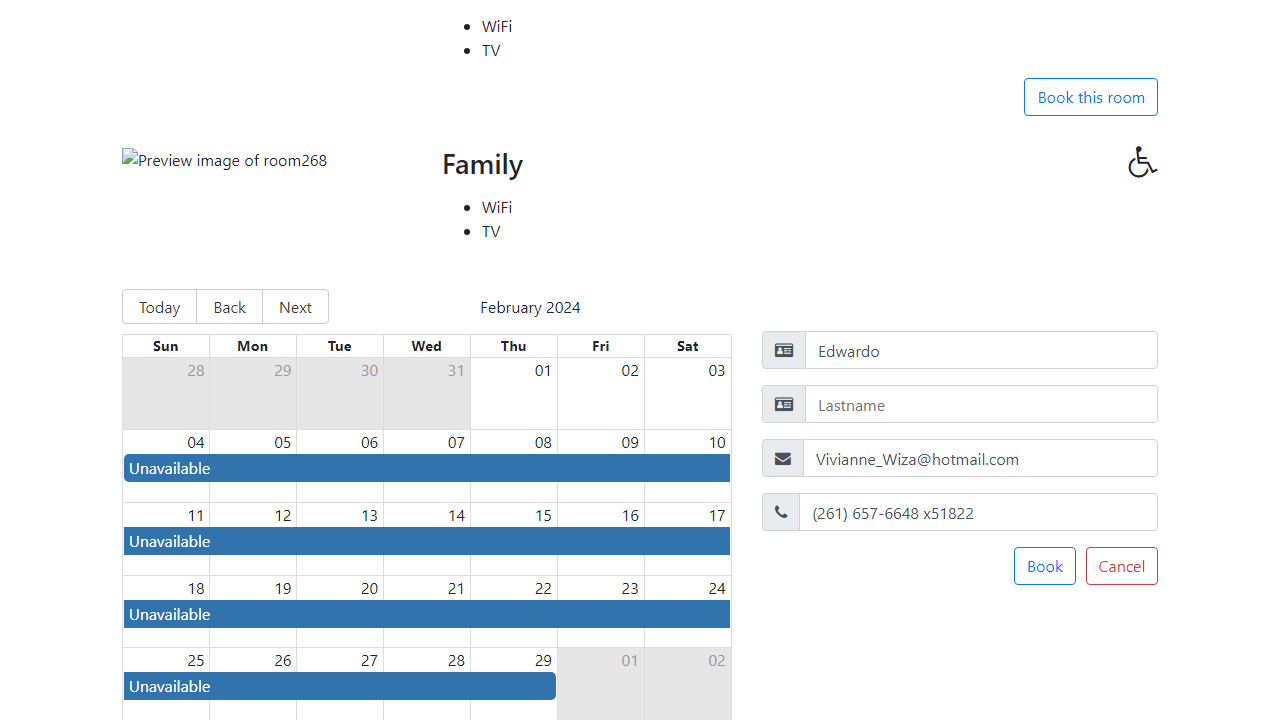 WiFi
TV
Book this room
Preview image of room268
Family
WiFi
TV
Today Back Next February 2024
Sun Mon Tue Wed Thu Fri Sat
28 29 30 31 01 02 03
04 05 06 07 08 09 10
Unavailable
11 12 13 14 15 16 17
Unavailable
18 19 20 21 22 23 24
Unavailable
25 26 27 28 29 01 02
Unavailable
Edwardo
Lastname
Vivianne_Wiza@hotmail.com
(261) 657-6648 x51822
Book Cancel